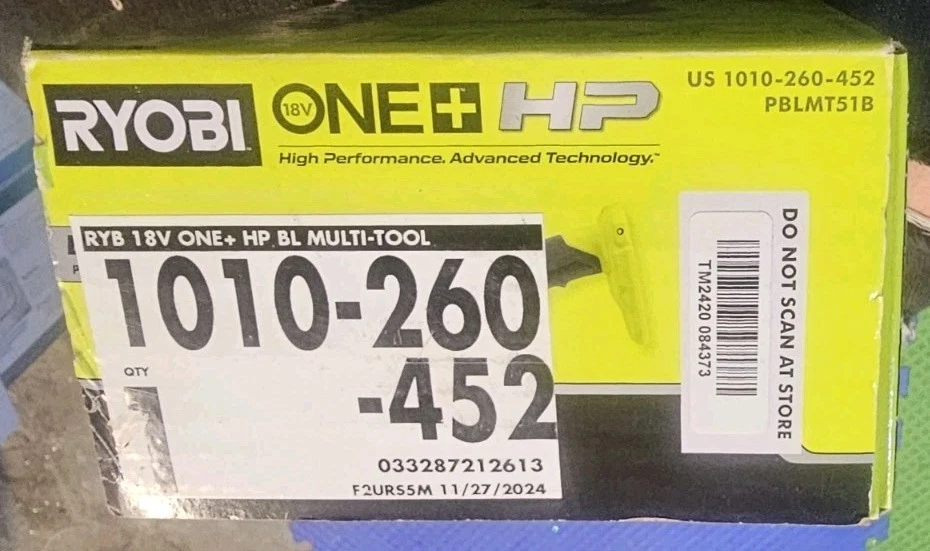 RYOBI
18V ONE+ HP
High Performance. Advanced Technology.™
US 1010-260-452
PBLMT51B
RYB 18V ONE+ HP BL MULTI-TOOL
1010-260
-452
QTY
033287212613
F2URS5M 11/27/2024
DO NOT SCAN AT STORE
TM2420 084373